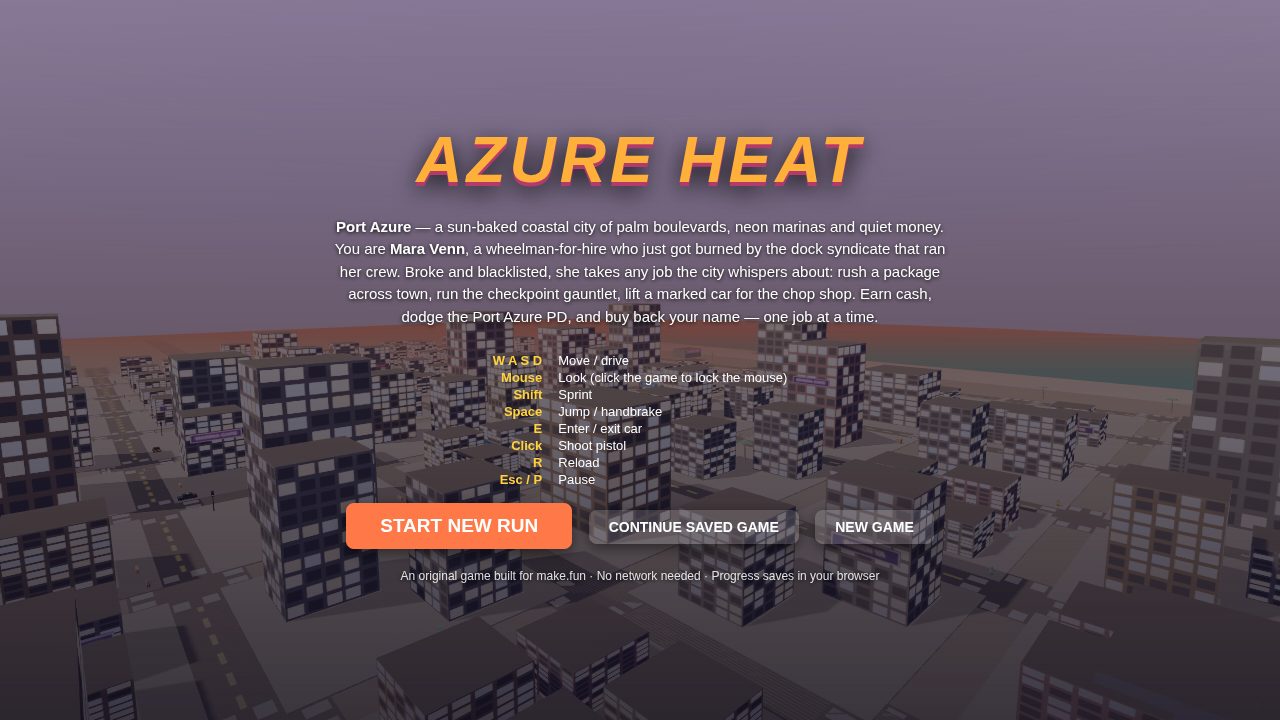 AZURE HEAT
Port Azure — a sun-baked coastal city of palm boulevards, neon marinas and quiet money.
You are Mara Venn, a wheelman-for-hire who just got burned by the dock syndicate that ran
her crew. Broke and blacklisted, she takes any job the city whispers about: rush a package
across town, run the checkpoint gauntlet, lift a marked car for the chop shop. Earn cash,
dodge the Port Azure PD, and buy back your name — one job at a time.
W A S D Move / drive
Mouse Look (click the game to lock the mouse)
Shift Sprint
Space Jump / handbrake
E Enter / exit car
Click Shoot pistol
R Reload
Esc / P Pause
START NEW RUN CONTINUE SAVED GAME NEW GAME
An original game built for make.fun · No network needed · Progress saves in your browser